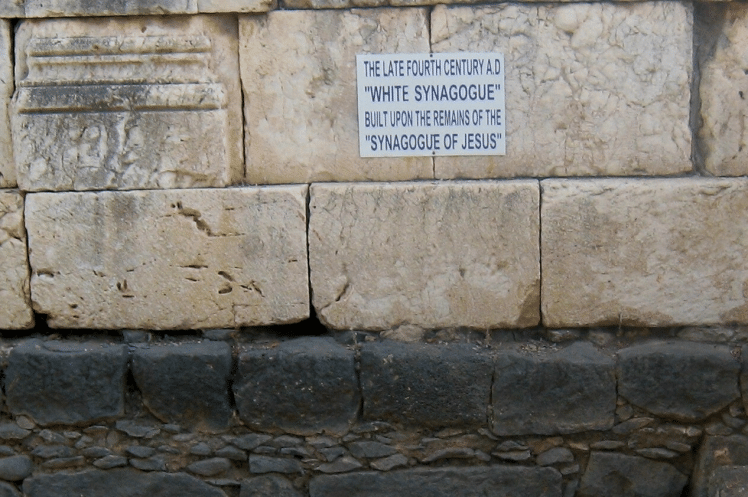 THE LATE FOURTH CENTURY A.D
"WHITE SYNAGOGUE"
BUILT UPON THE REMAINS OF THE
"SYNAGOGUE OF JESUS"